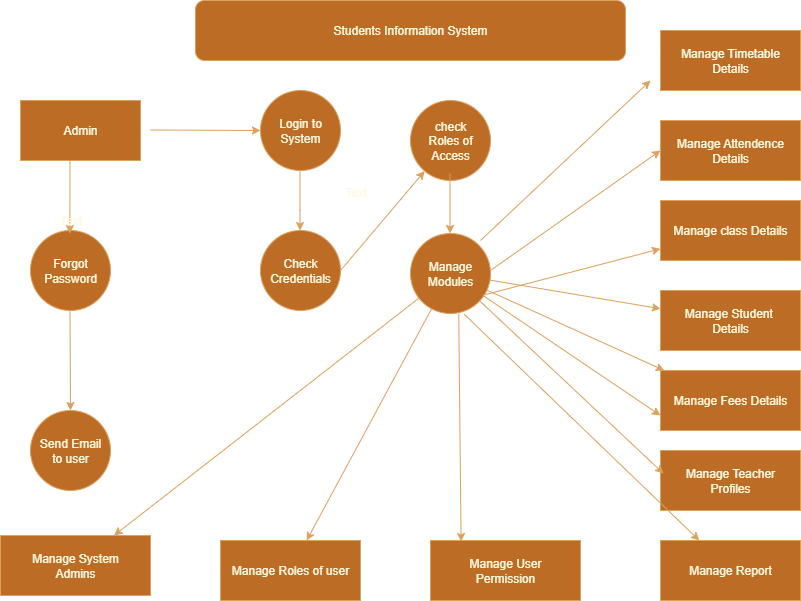 Students Information System
Manage Timetable
Details
Admin
Login to
System
check
Roles of
Access
Manage Attendence
Details
Text
Manage class Details
Forgot
Password
Check
Credentials
Manage
Modules
Manage Student
Details
Manage Fees Details
Send Email
to user
Manage Teacher
Profiles
Manage System
Admins
Manage Roles of user
Manage User
Permission
Manage Report